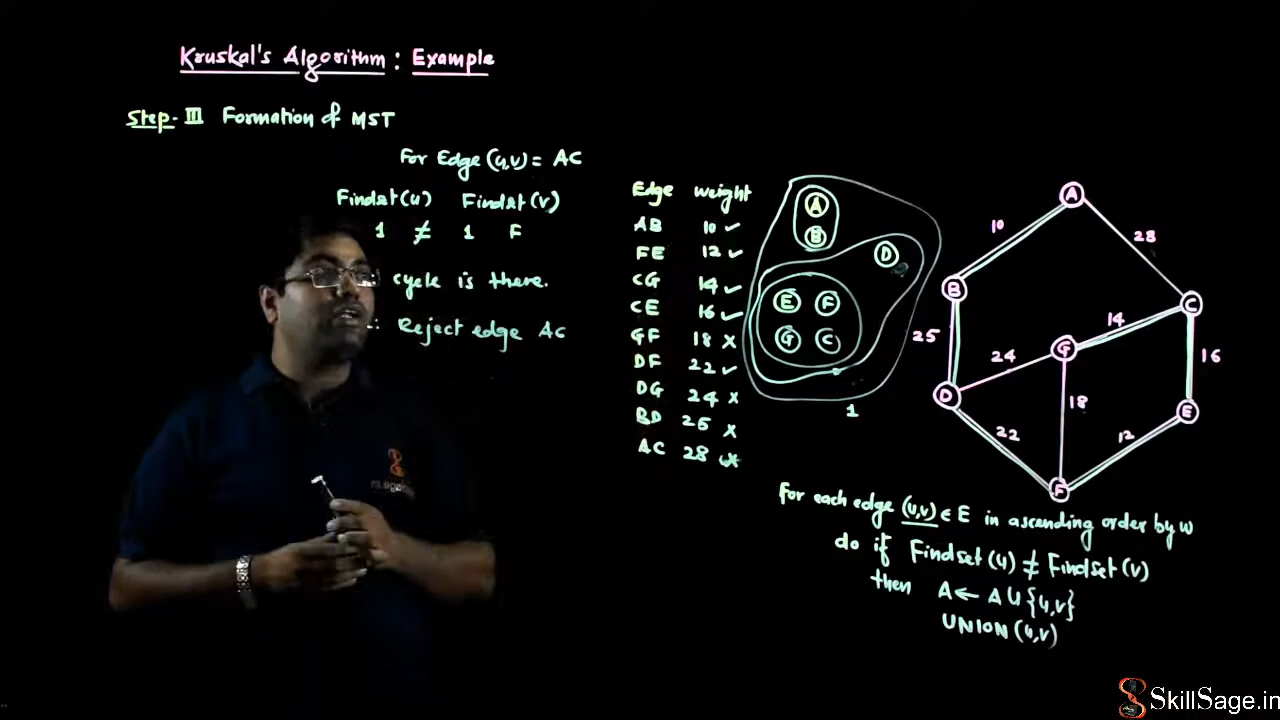 Kruskal's Algorithm : Example
Step-III Formation of MST
For Edge (u,v) = AC
Findset(u) Findset(v)
1 ≠ 1 F
cycle is there.
∴ Reject edge AC
Edge weight
AB 10 ✓
FE 12 ✓
CG 14 ✓
CE 16 ✓
GF 18 ✗
DF 22 ✓
DG 24 ✗
BD 25 ✗
AC 28 ✗
A
B
D
E F
G C
1
A
10
28
B
C
14
25
G
24
16
18
D
E
22
12
F
For each edge (u,v) ∈ E in ascending order by w
do if Findset(u) ≠ Findset(v)
then A ← A U {u,v}
UNION (u,v)
SkillSage.in